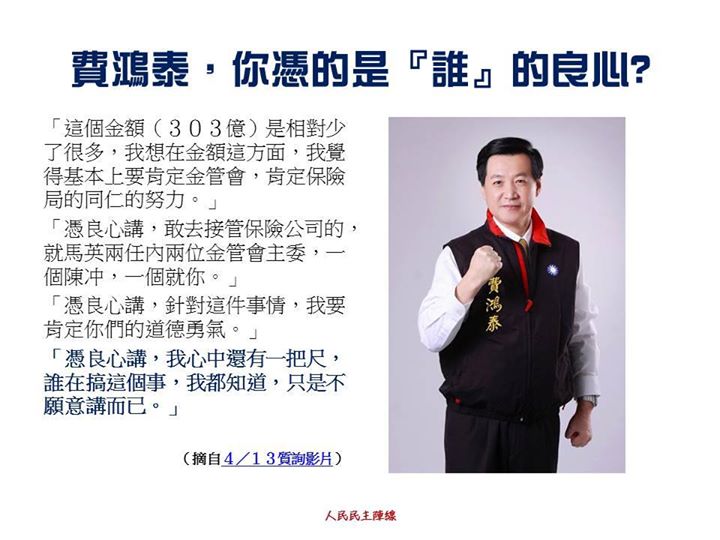 費鴻泰，你憑的是『誰』的良心?
「這個金額（３０３億）是相對少
了很多，我想在金額這方面，我覺
得基本上要肯定金管會，肯定保險
局的同仁的努力。」
「憑良心講，敢去接管保險公司的，
就馬英兩任內兩位金管會主委，一
個陳冲，一個就你。」
「憑良心講，針對這件事情，我要
肯定你們的道德勇氣。」
「憑良心講，我心中還有一把尺，
誰在搞這個事，我都知道，只是不
願意講而已。」
（摘自４／１３質詢影片）
費鴻泰
人民民主陣線